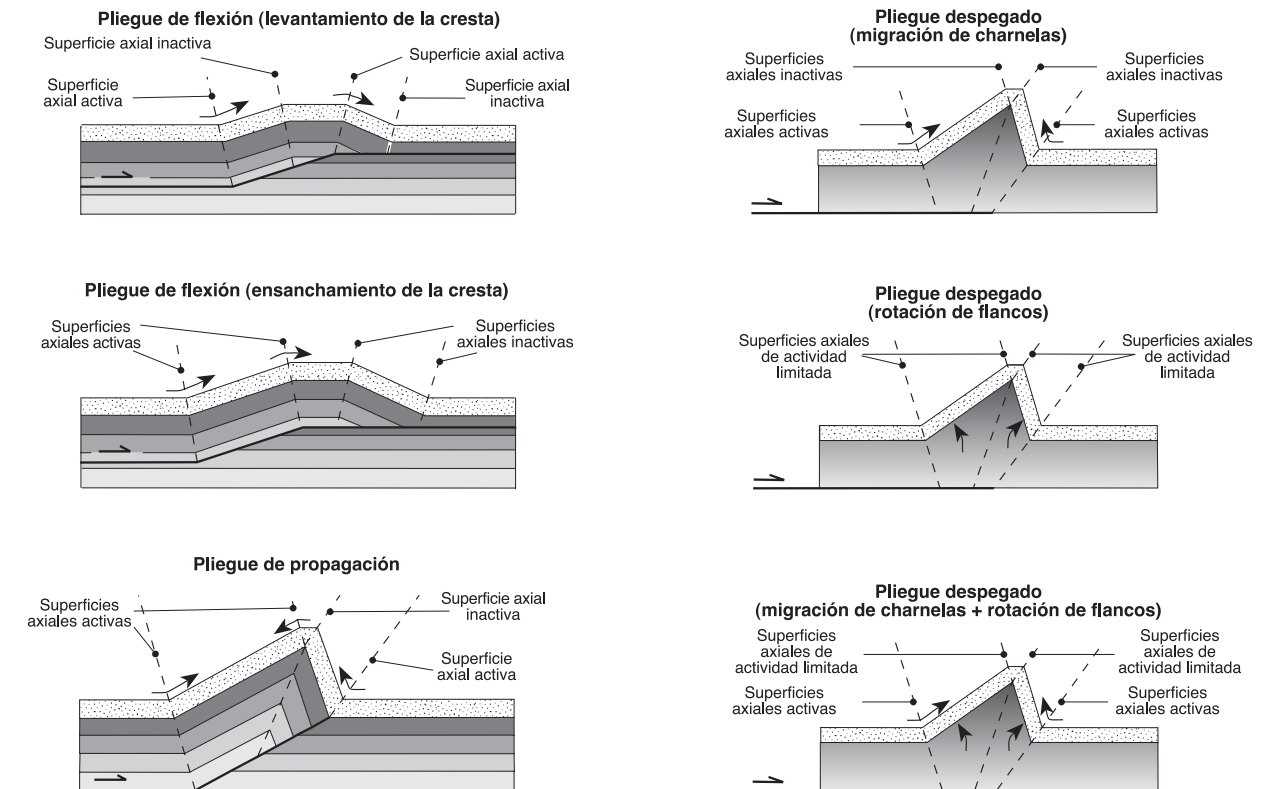 Pliegue de flexión (levantamiento de la cresta)
Superficie axial inactiva
Superficie axial activa
Superficie
axial activa
Superficie axial
inactiva
Pliegue de flexión (ensanchamiento de la cresta)
Superficies
axiales activas
Superficies
axiales inactivas
Pliegue de propagación
Superficies
axiales activas
Superficie axial
inactiva
Superficie
axial activa
Pliegue despegado
(migración de charnelas)
Superficies
axiales inactivas
Superficies
axiales inactivas
Superficies
axiales activas
Superficies
axiales activas
Pliegue despegado
(rotación de flancos)
Superficies axiales
de actividad
limitada
Superficies axiales
de actividad
limitada
Pliegue despegado
(migración de charnelas + rotación de flancos)
Superficies
axiales de
actividad limitada
Superficies
axiales de
actividad limitada
Superficies
axiales activas
Superficies
axiales activas